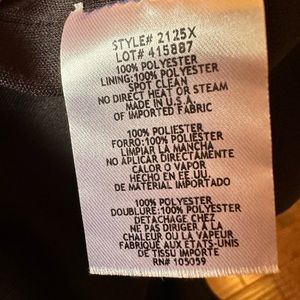 STYLE# 2125X
LOT# 415887
100% POLYESTER
LINING:100% POLYESTER
SPOT CLEAN
NO DIRECT HEAT OR STEAM
MADE IN U.S.A.
OF IMPORTED FABRIC
100% POLIESTER
FORRO:100% POLIESTER
LIMPIAR LA MANCHA
NO APLICAR DIRECTAMENTE
CALOR O VAPOR
HECHO EN EE UU.
DE MATERIAL IMPORTADO
100% POLYESTER
DOUBLURE:100% POLYESTER
DETACHAGE CHEZ
NE PAS DIRIGER À LA
CHALEUR OU LA VAPEUR
FABRIQUÉ AUX ETATS-UNIS
DE TISSU IMPORTE
RN# 105059